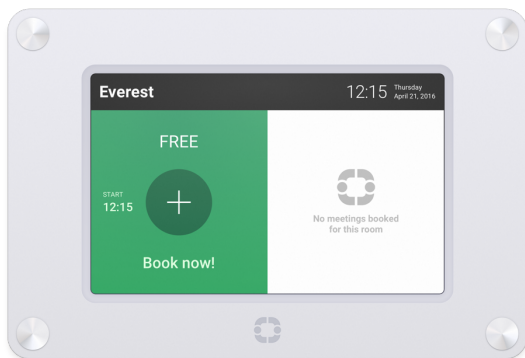 Everest
12:15
Thursday
April 21, 2016
FREE
START
12:15
Book now!
No meetings booked
for this room